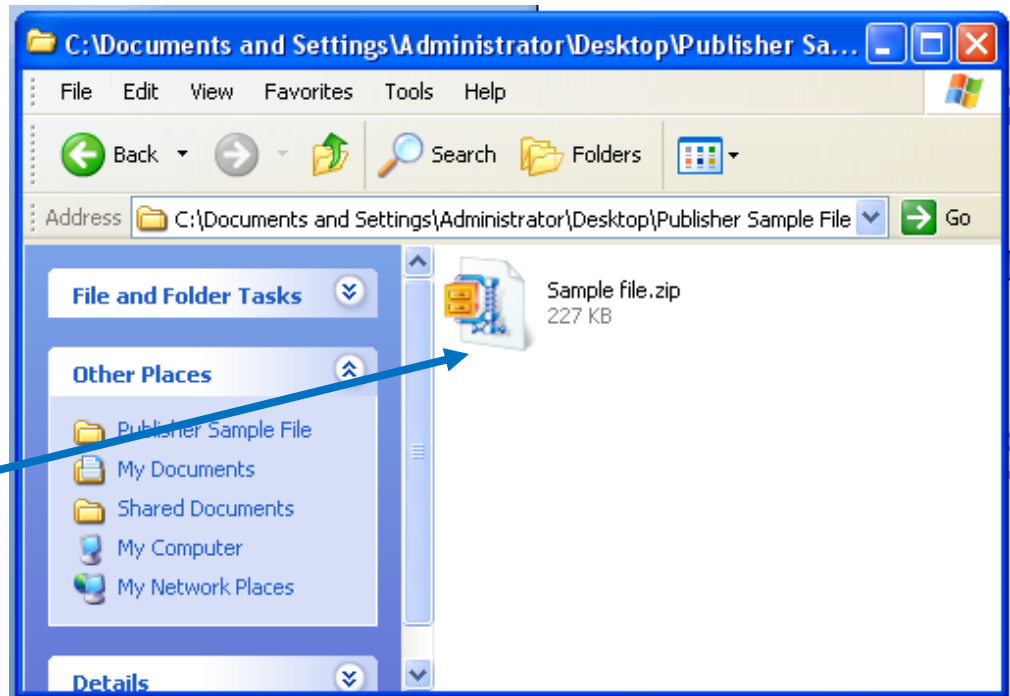 C:\Documents and Settings\Administrator\Desktop\Publisher Sa...
File Edit View Favorites Tools Help
Back Search Folders
Address C:\Documents and Settings\Administrator\Desktop\Publisher Sample File Go
File and Folder Tasks
Other Places
Publisher Sample File
My Documents
Shared Documents
My Computer
My Network Places
Details
Sample file.zip
227 KB